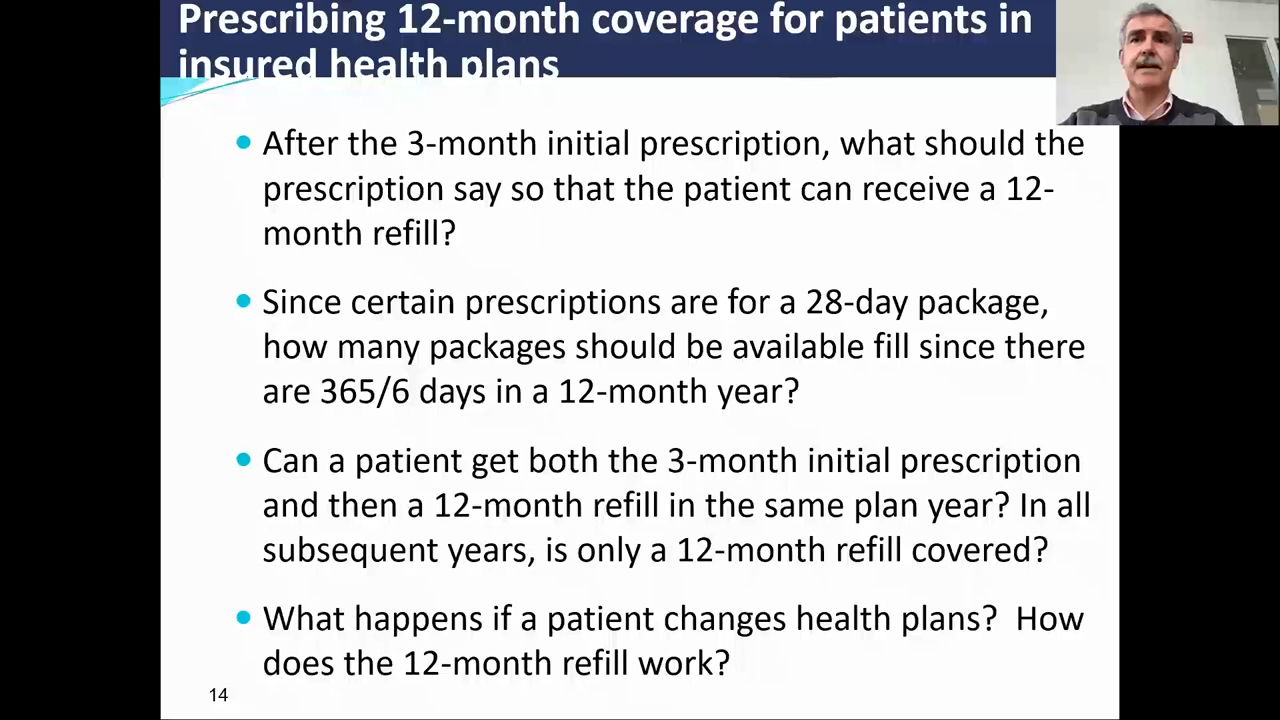 Prescribing 12-month coverage for patients in
insured health plans
• After the 3-month initial prescription, what should the
prescription say so that the patient can receive a 12-
month refill?
• Since certain prescriptions are for a 28-day package,
how many packages should be available fill since there
are 365/6 days in a 12-month year?
• Can a patient get both the 3-month initial prescription
and then a 12-month refill in the same plan year? In all
subsequent years, is only a 12-month refill covered?
• What happens if a patient changes health plans?  How
does the 12-month refill work?
14